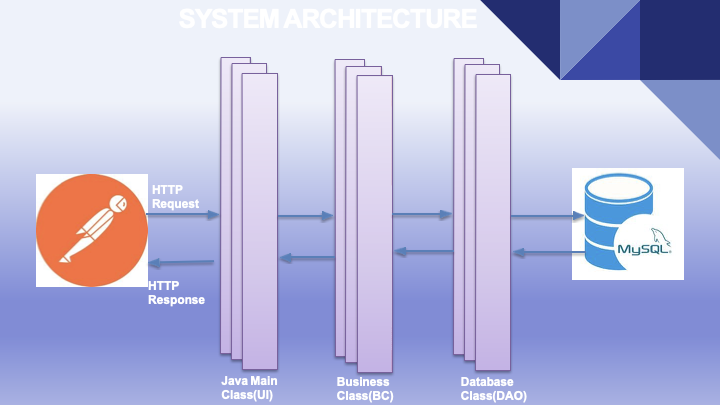 SYSTEM ARCHITECTURE
HTTP
Request
MySQL
HTTP
Response
Java Main
Class(UI)
Business
Class(BC)
Database
Class(DAO)